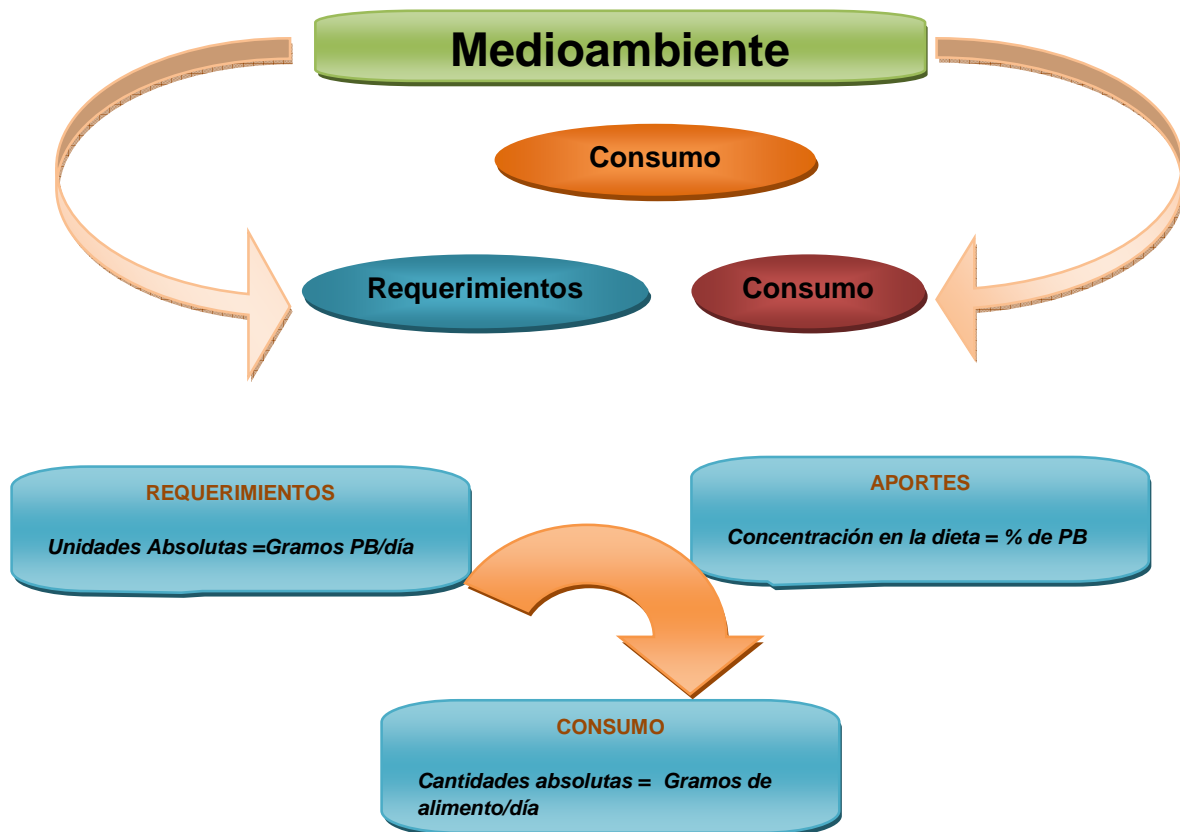 Medioambiente
Consumo
Requerimientos
Consumo
REQUERIMIENTOS
Unidades Absolutas =Gramos PB/día
APORTES
Concentración en la dieta = % de PB
CONSUMO
Cantidades absolutas = Gramos de
alimento/día